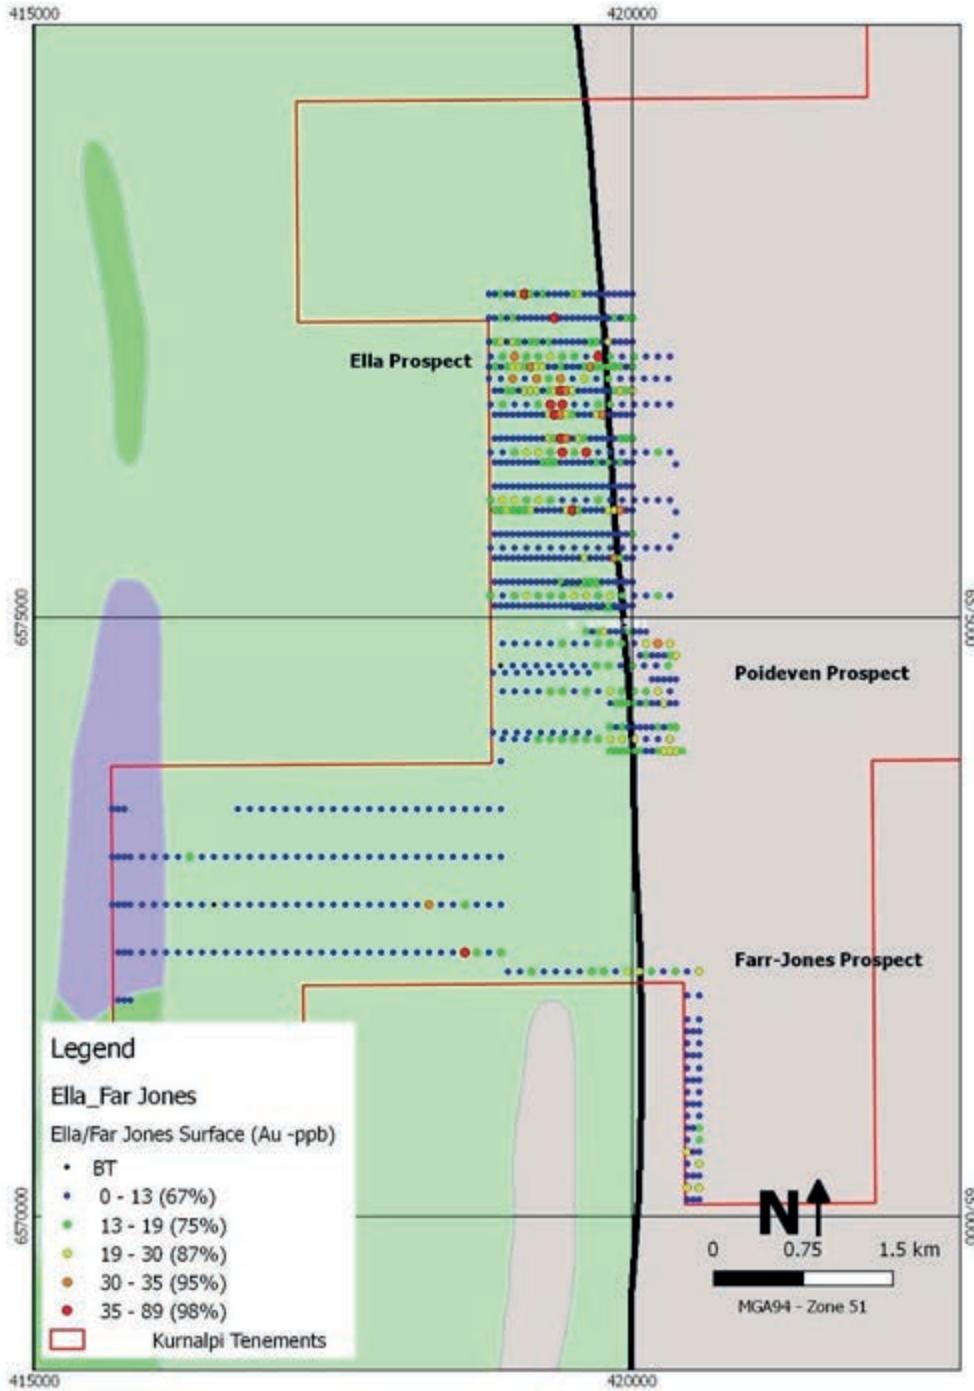 415000
420000
Ella Prospect
6575000
6575000
Poideven Prospect
Farr-Jones Prospect
Legend
Ella_Far Jones
Ella/Far Jones Surface (Au -ppb)
BT
0 - 13 (67%)
13 - 19 (75%)
19 - 30 (87%)
30 - 35 (95%)
35 - 89 (98%)
Kurnalpi Tenements
6570000
6570000
N
0
0.75
1.5 km
MGA94 - Zone 51
415000
420000